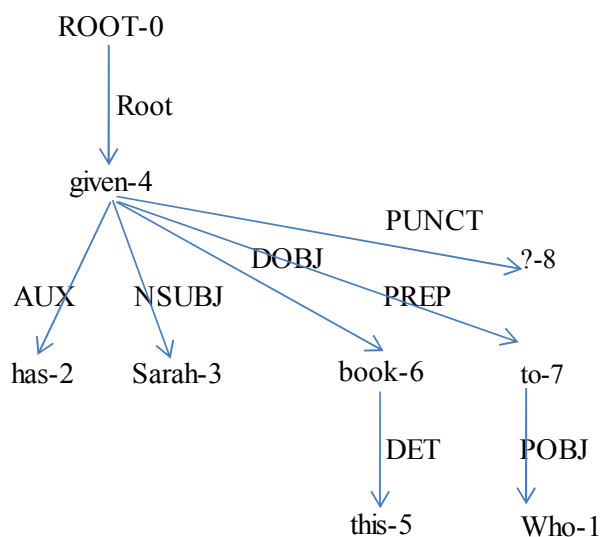 ROOT-0
Root
given-4
PUNCT
DOBJ
?-8
AUX
NSUBJ
PREP
has-2
Sarah-3
book-6
to-7
DET
POBJ
this-5
Who-1